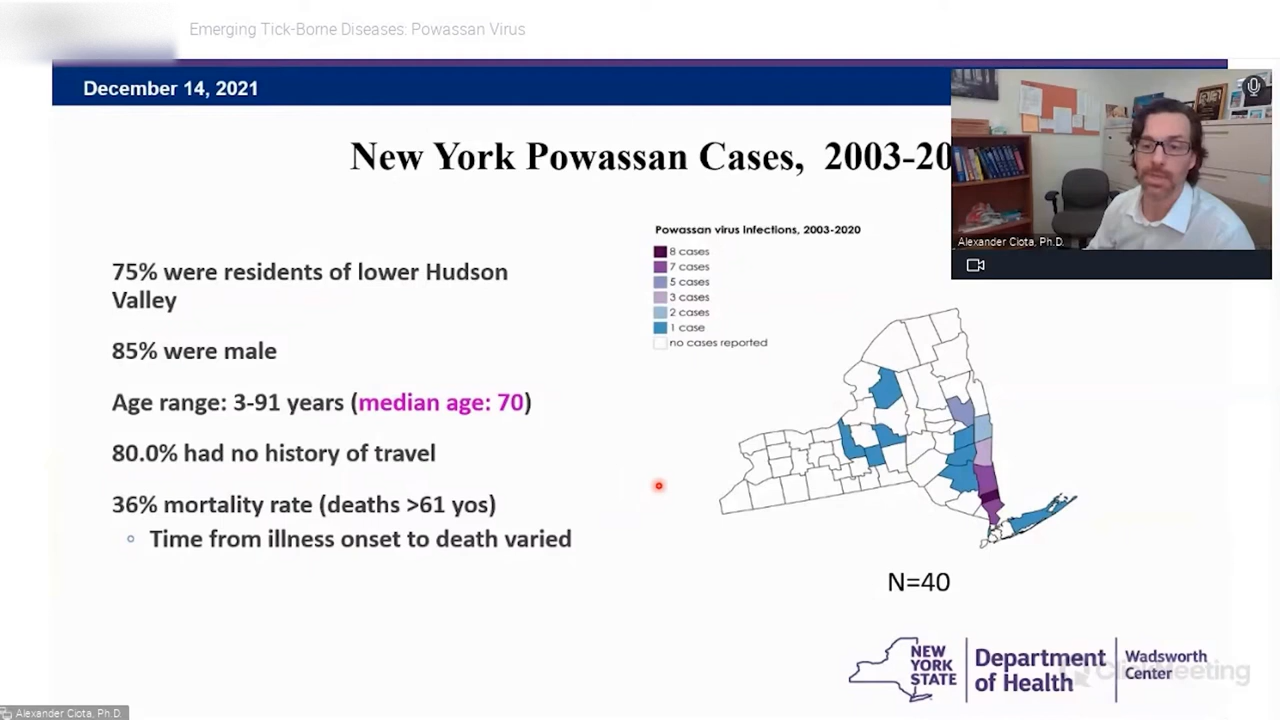 Emerging Tick-Borne Diseases: Powassan Virus
December 14, 2021
New York Powassan Cases, 2003-20
Alexander Ciota, Ph.D.
75% were residents of lower Hudson
Valley
85% were male
Age range: 3-91 years (median age: 70)
80.0% had no history of travel
36% mortality rate (deaths >61 yos)
◦ Time from illness onset to death varied
Powassan virus Infections, 2003-2020
8 cases
7 cases
5 cases
3 cases
2 cases
1 case
no cases reported
N=40
NEW
YORK
STATE
Department
of Health
Wadsworth
Center
ClickMeeting
Alexander Ciota, Ph.D.